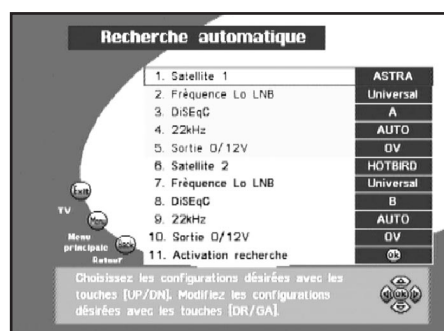 Recherche automatique
1. Satellite 1 ASTRA
2. Fréquence Lo LNB Universal
3. DiSEqC A
4. 22kHz AUTO
5. Sortie 0/12V 0V
6. Satellite 2 HOTBIRD
7. Fréquence Lo LNB Universal
8. DiSEqC B
9. 22kHz AUTO
10. Sortie 0/12V 0V
11. Activation recherche Ok
Exit
TV
Menu
Menu
principale
Back
Retour
Choisissez les configurations désirées avec les
touches [UP/DN]. Modifiez les configurations
désirées avec les touches [DR/GA].
Ok